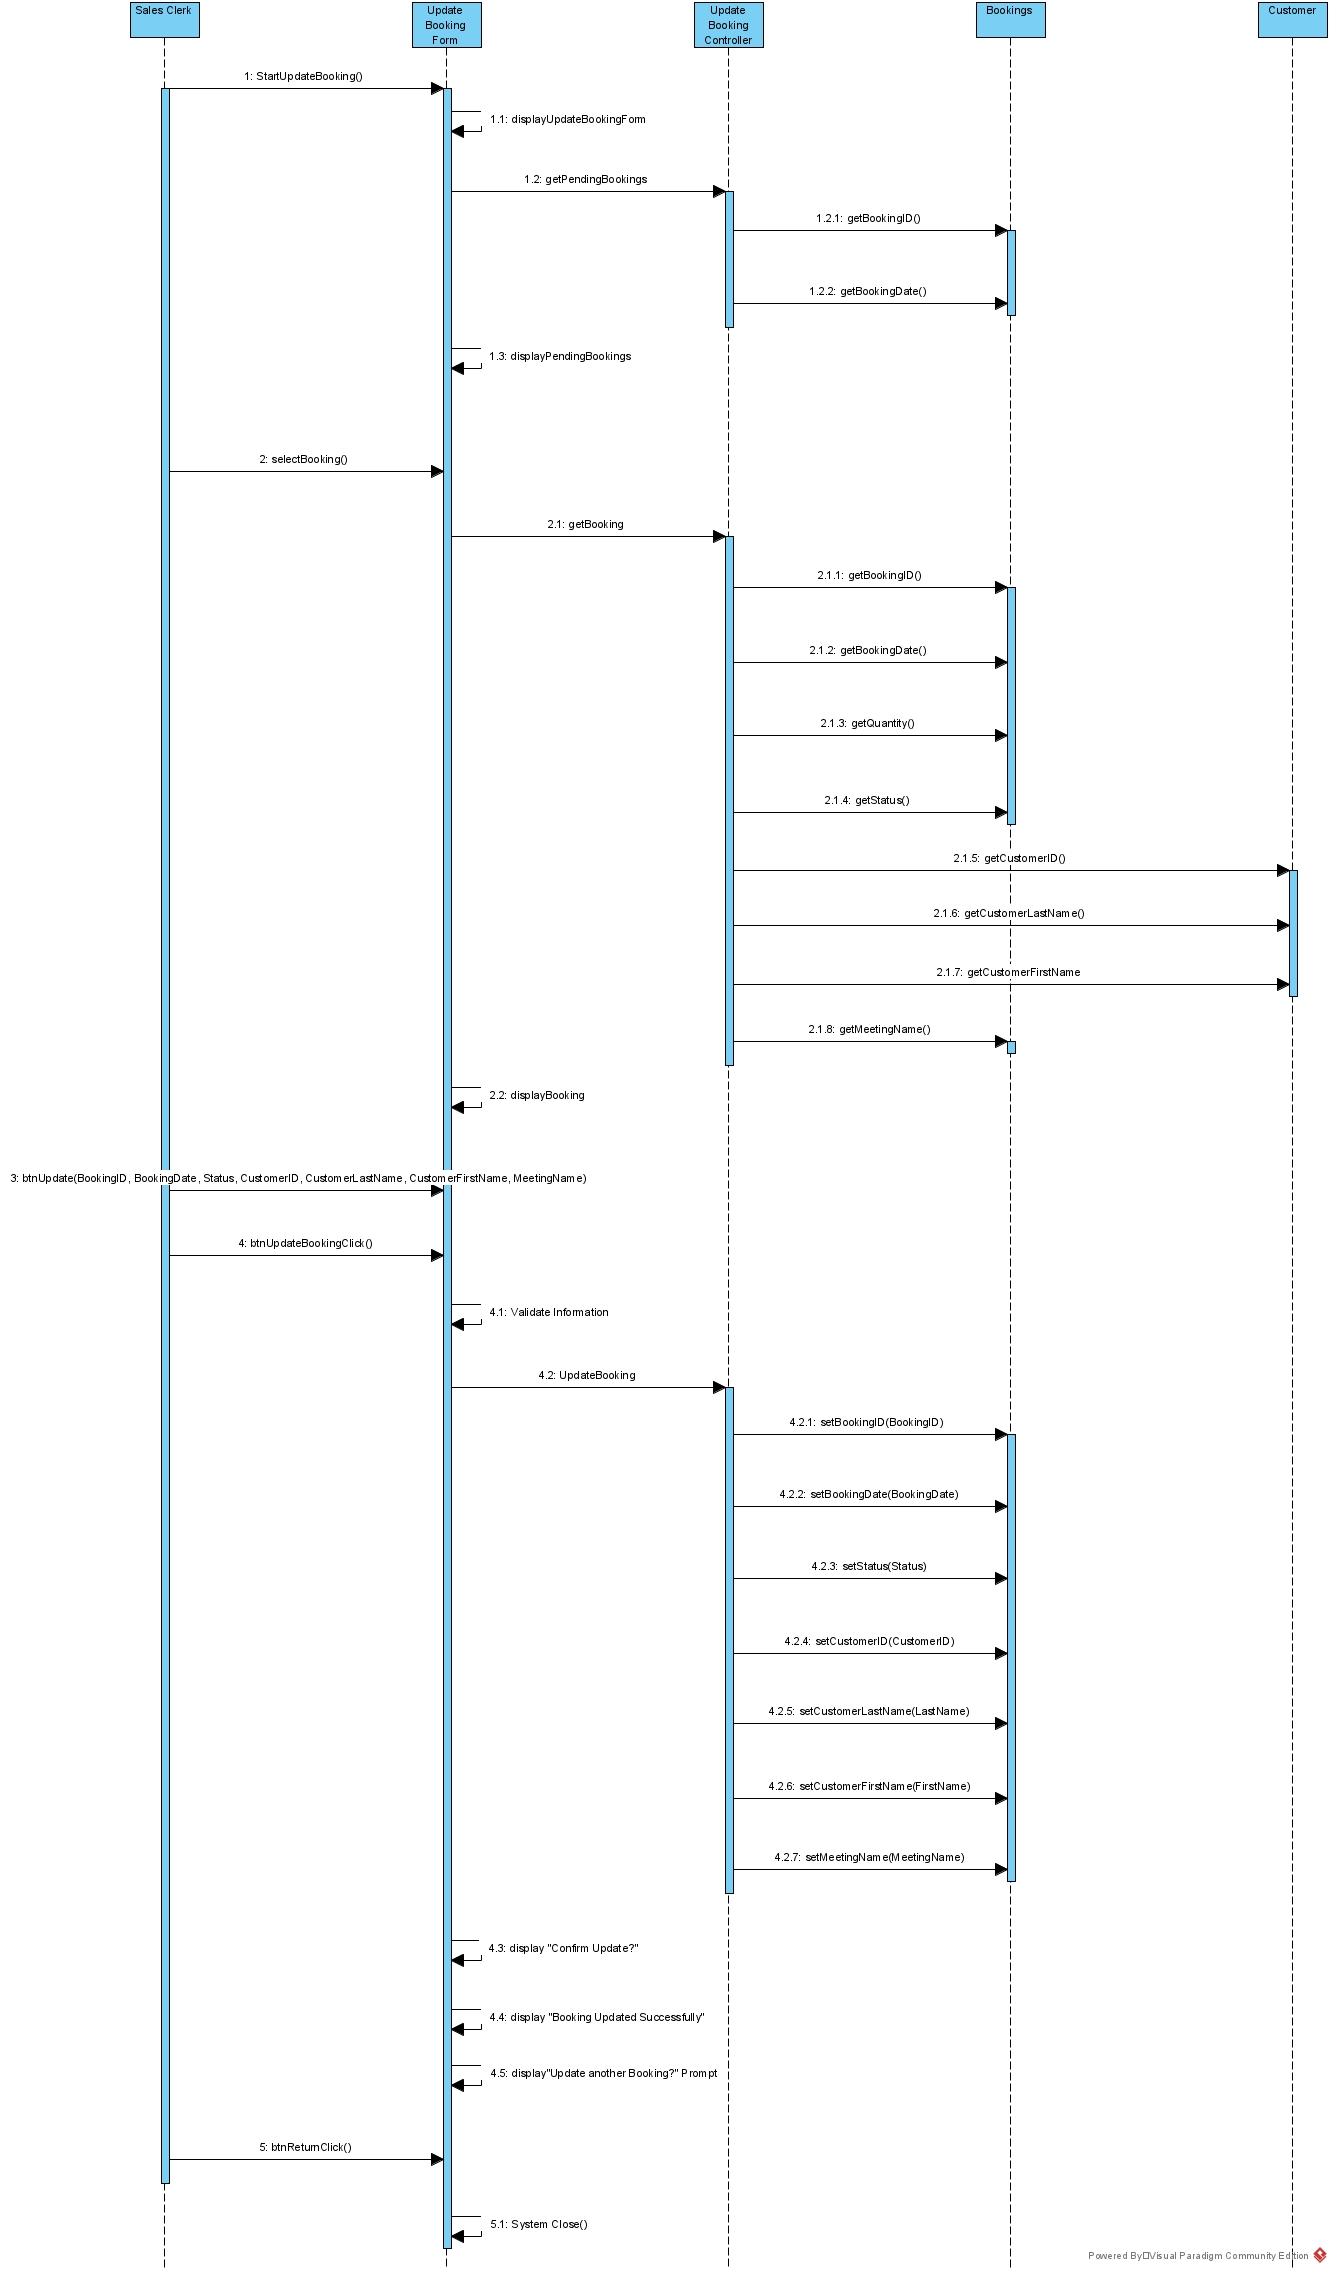 Sales Clerk
Update
Booking
Form
Update
Booking
Controller
Bookings
Customer
1: StartUpdateBooking()
1.1: displayUpdateBookingForm
1.2: getPendingBookings
1.2.1: getBookingID()
1.2.2: getBookingDate()
1.3: displayPendingBookings
2: selectBooking()
2.1: getBooking
2.1.1: getBookingID()
2.1.2: getBookingDate()
2.1.3: getQuantity()
2.1.4: getStatus()
2.1.5: getCustomerID()
2.1.6: getCustomerLastName()
2.1.7: getCustomerFirstName
2.1.8: getMeetingName()
2.2: displayBooking
3: btnUpdate(BookingID, BookingDate, Status, CustomerID, CustomerLastName, CustomerFirstName, MeetingName)
4: btnUpdateBookingClick()
4.1: Validate Information
4.2: UpdateBooking
4.2.1: setBookingID(BookingID)
4.2.2: setBookingDate(BookingDate)
4.2.3: setStatus(Status)
4.2.4: setCustomerID(CustomerID)
4.2.5: setCustomerLastName(LastName)
4.2.6: setCustomerFirstName(FirstName)
4.2.7: setMeetingName(MeetingName)
4.3: display "Confirm Update?"
4.4: display "Booking Updated Successfully"
4.5: display"Update another Booking?" Prompt
5: btnReturnClick()
5.1: System Close()
Powered By□Visual Paradigm Community Edition